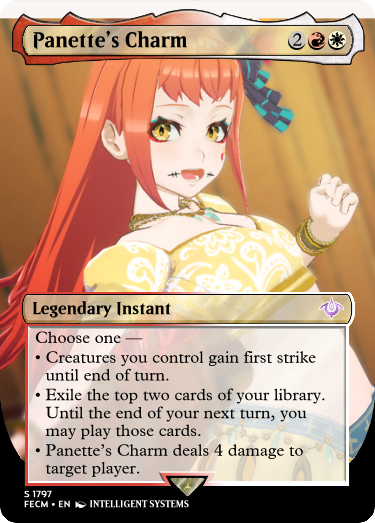 Panette's Charm 2
Legendary Instant
Choose one —
• Creatures you control gain first strike
until end of turn.
• Exile the top two cards of your library.
Until the end of your next turn, you
may play those cards.
• Panette's Charm deals 4 damage to
target player.
S 1797
FECM • EN INTELLIGENT SYSTEMS